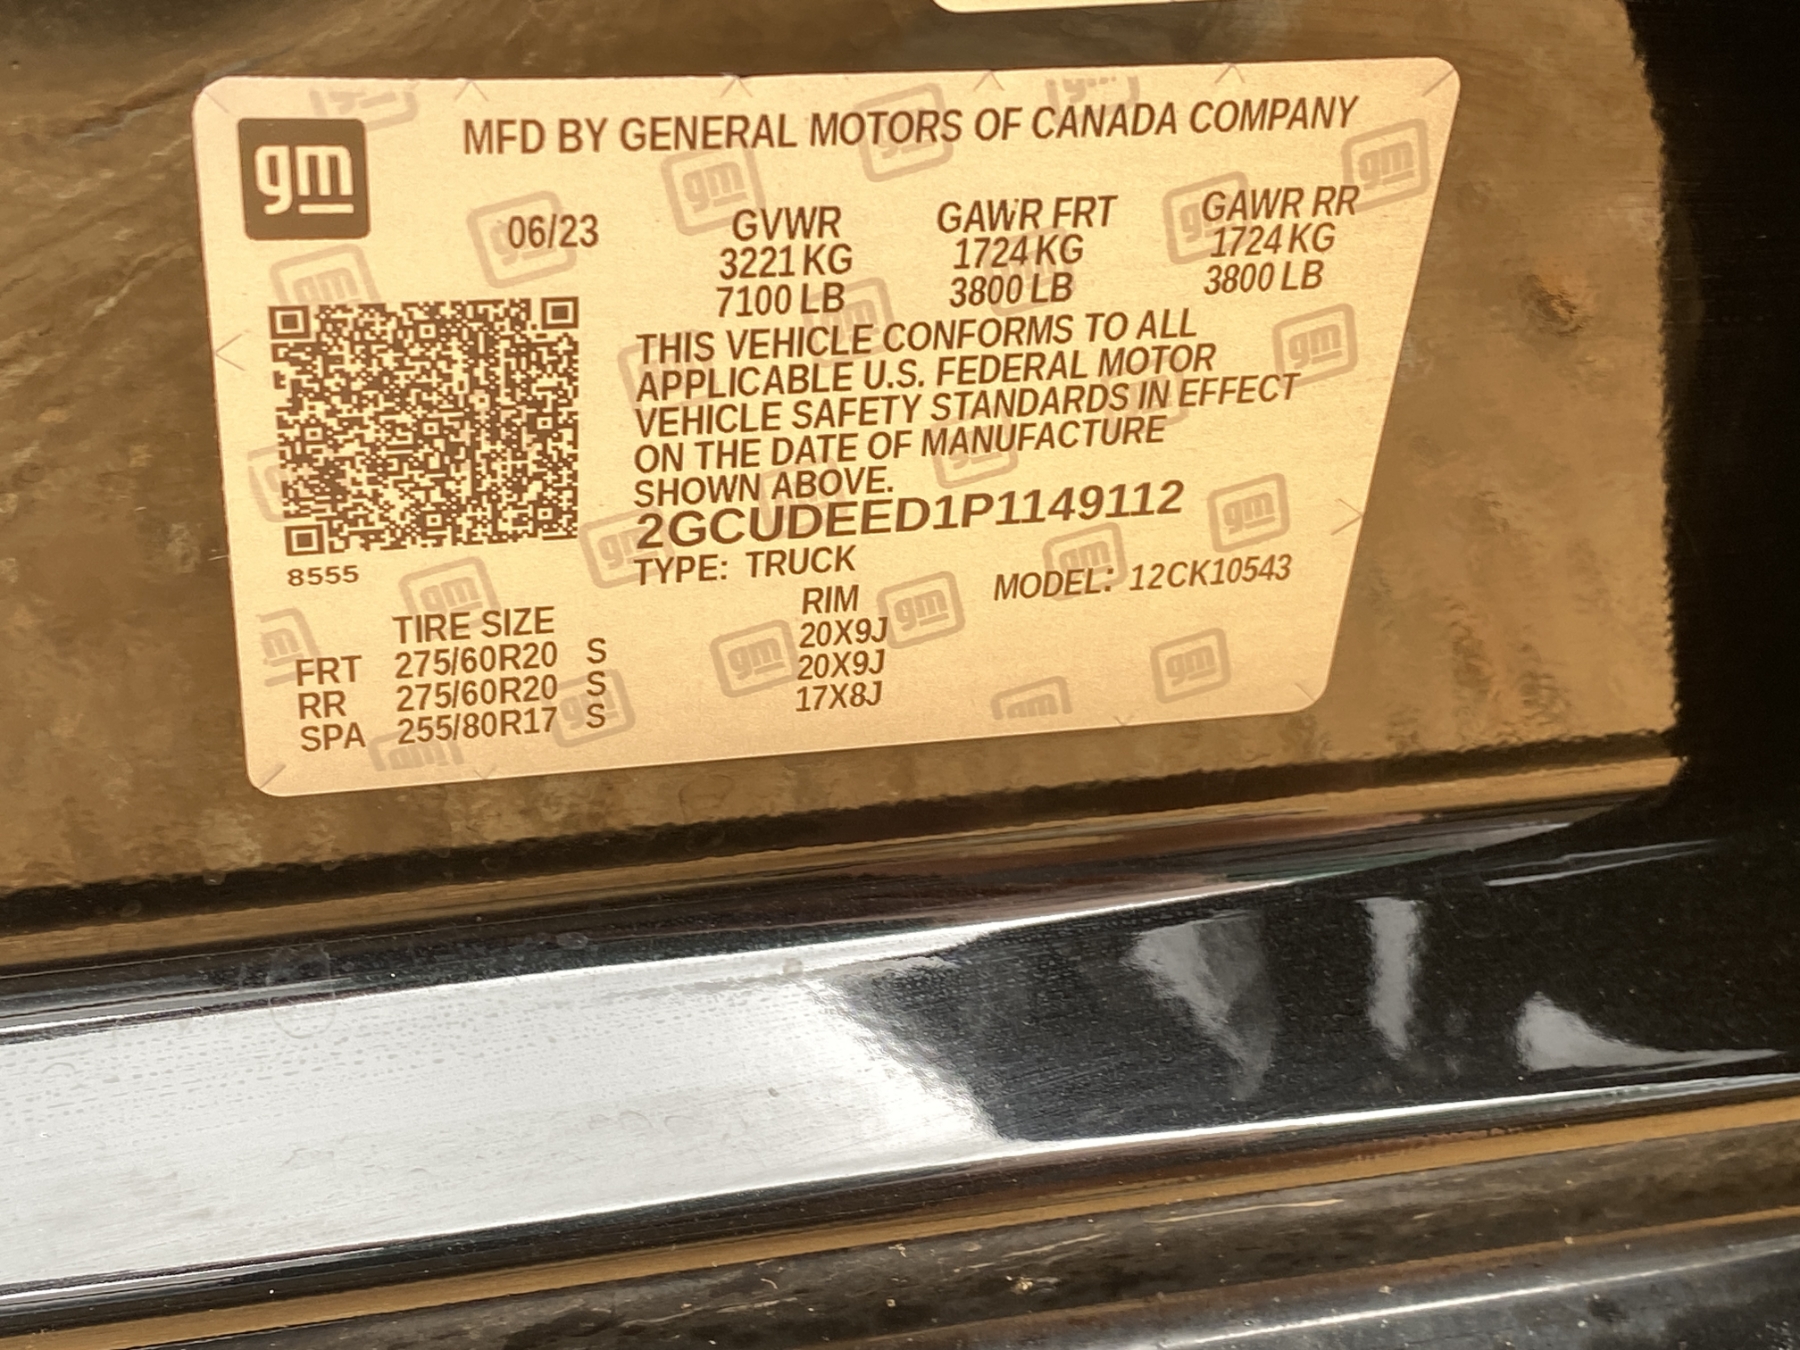 gm
MFD BY GENERAL MOTORS OF CANADA COMPANY
06/23 GVWR GAWR FRT GAWR RR
3221 KG 1724 KG 1724 KG
7100 LB 3800 LB 3800 LB
THIS VEHICLE CONFORMS TO ALL
APPLICABLE U.S. FEDERAL MOTOR
VEHICLE SAFETY STANDARDS IN EFFECT
ON THE DATE OF MANUFACTURE
SHOWN ABOVE.
2GCUDEED1P1149112
8555
TYPE: TRUCK MODEL: 12CK10543
TIRE SIZE RIM
FRT 275/60R20 S 20X9J
RR 275/60R20 S 20X9J
SPA 255/80R17 S 17X8J